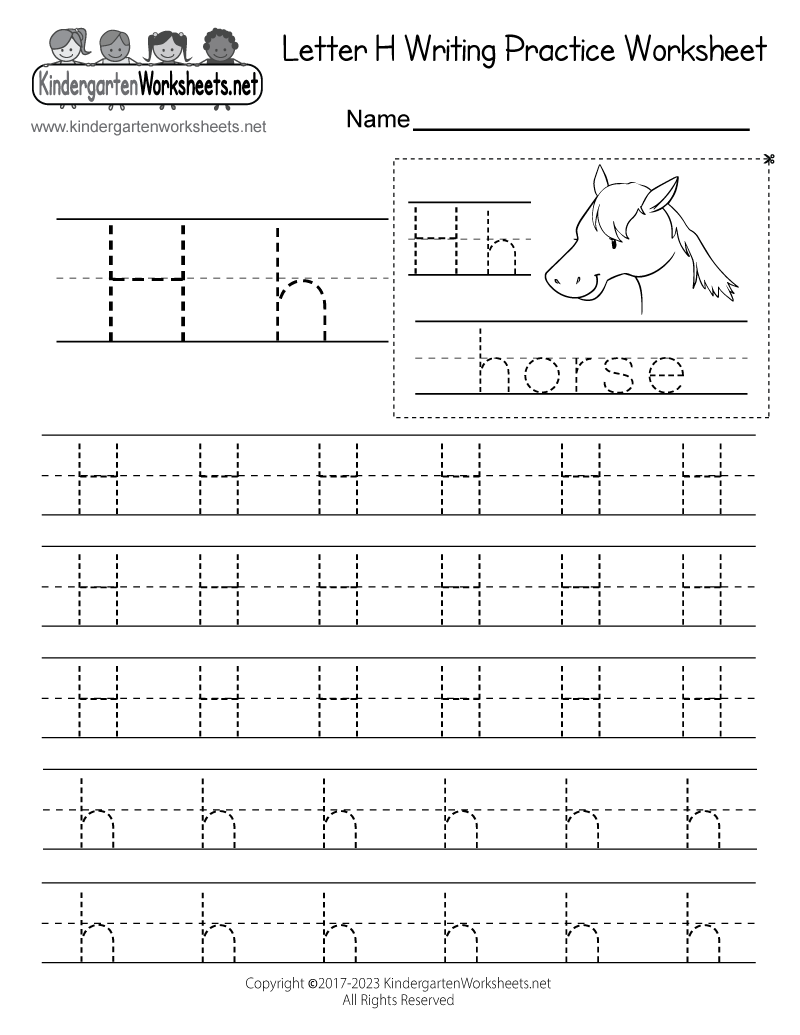 Letter H Writing Practice Worksheet
KindergartenWorksheets.net
www.kindergartenworksheets.net
Name
H h
H h
horse
H H H H H H
H H H H H H
H H H H H H
h h h h h h
h h h h h h
Copyright ©2017-2023 KindergartenWorksheets.net
All Rights Reserved